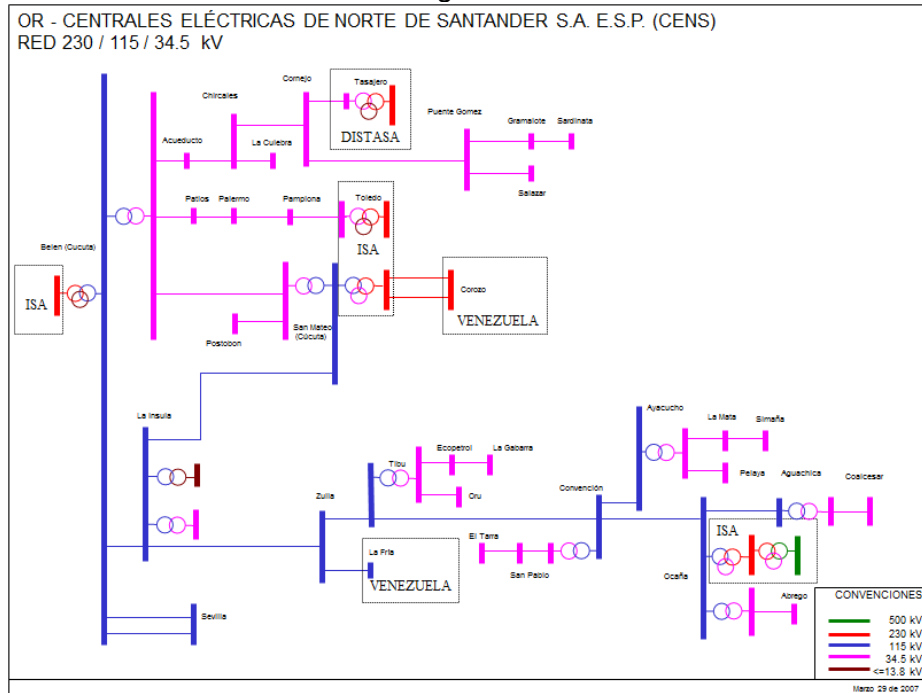 OR - CENTRALES ELÉCTRICAS DE NORTE DE SANTANDER S.A. E.S.P. (CENS)
RED 230 / 115 / 34.5 kV
Tasajero
Cornejo
Chircales
DISTASA
Puente Gomez
Gramalote
Sardinata
Acueducto
La Culebra
Salazar
Patios
Palermo
Pamplona
Toledo
ISA
Belen (Cucuta)
ISA
Corozo
VENEZUELA
San Mateo
(Cúcuta)
Postobon
La Insula
Ayacucho
La Mata
Simaña
Tibu
Ecopetrol
La Gabarra
Pelaya
Aguachica
Coalcesar
Oru
Convención
Zulia
ISA
El Tarra
La Fria
San Pablo
VENEZUELA
Ocaña
Abrego
Sevilla
CONVENCIONES
500 kV
230 kV
115 kV
34.5 kV
<=13.8 kV
Marzo 29 de 2007